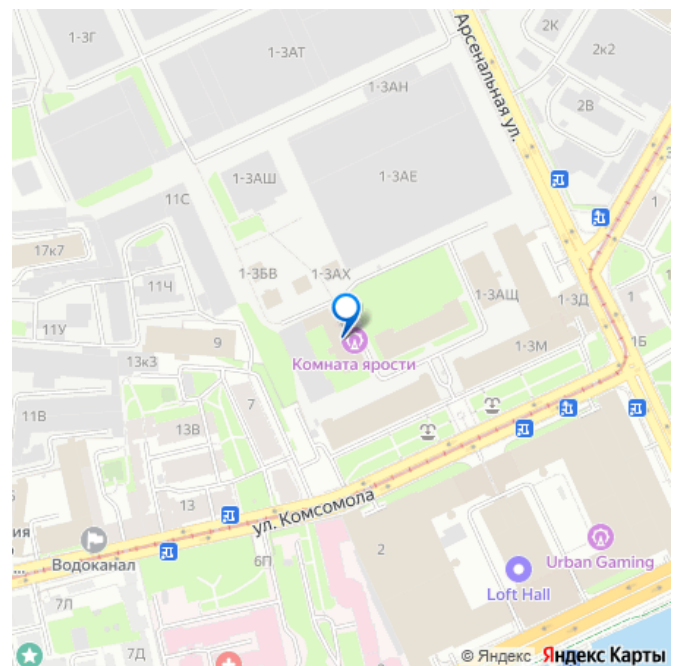 1-3Г
1-3АТ
Арсенальная ул.
2К
2к2
1-3АН
2В
1-3АШ
1-3АЕ
11С
1
17к7
1-3БВ
1-3АХ
11Ч
1-3АЩ
1-3Д
1
11У
9
1Б
13к3
Комната ярости
1-3М
7
11В
13В
13
ул. Комсомола
ия
Водоканал
6П
2
Urban Gaming
Loft Hall
7Л
7Д
© Яндекс Яндекс Карты